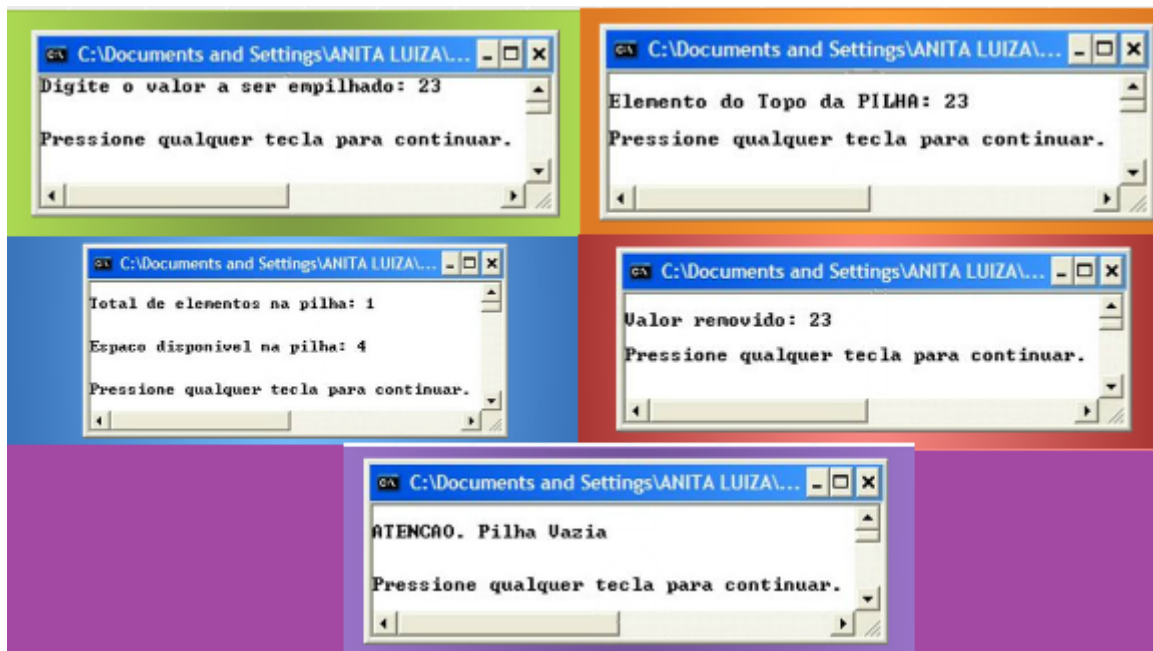 C:\Documents and Settings\ANITA LUIZA\...
Digite o valor a ser empilhado: 23
Pressione qualquer tecla para continuar.
C:\Documents and Settings\ANITA LUIZA\...
Elemento do Topo da PILHA: 23
Pressione qualquer tecla para continuar.
C:\Documents and Settings\ANITA LUIZA\...
Total de elementos na pilha: 1
Espaco disponivel na pilha: 4
Pressione qualquer tecla para continuar.
C:\Documents and Settings\ANITA LUIZA\...
Valor removido: 23
Pressione qualquer tecla para continuar.
C:\Documents and Settings\ANITA LUIZA\...
ATENCAO. Pilha Vazia
Pressione qualquer tecla para continuar.